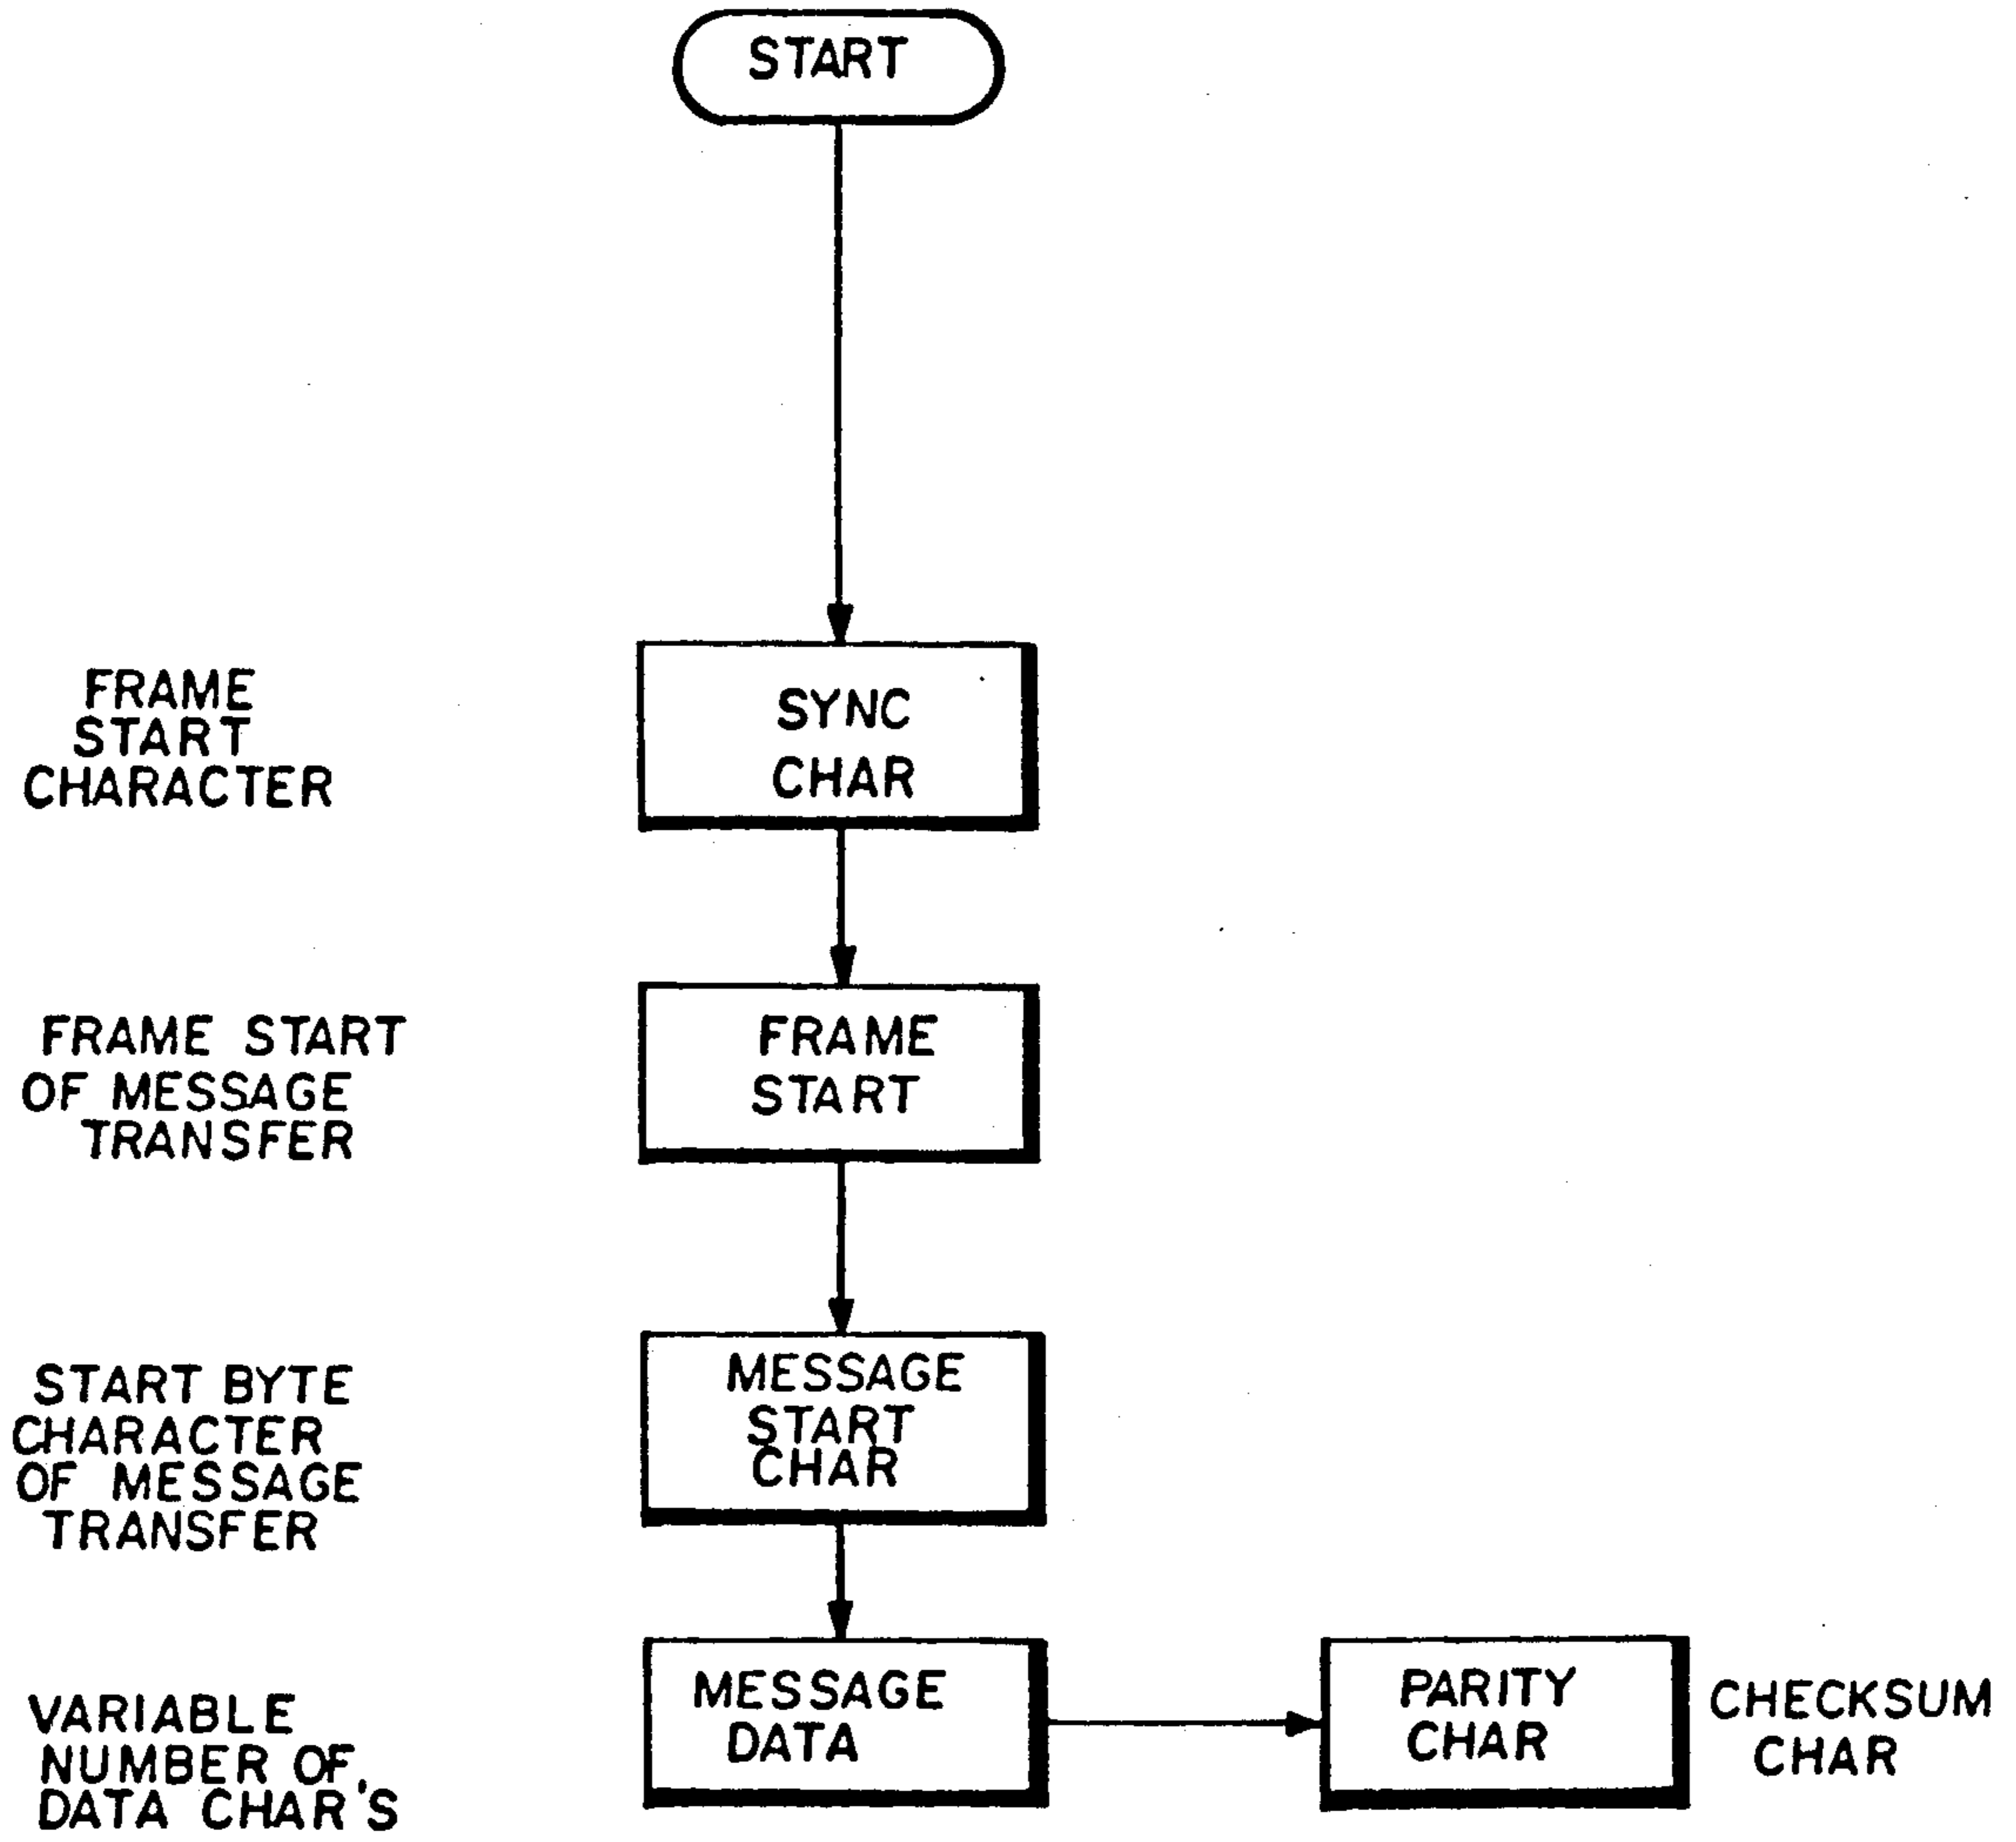 START
FRAME
START
CHARACTER
SYNC
CHAR
FRAME START
OF MESSAGE
TRANSFER
FRAME
START
START BYTE
CHARACTER
OF MESSAGE
TRANSFER
MESSAGE
START
CHAR
VARIABLE
NUMBER OF
DATA CHAR'S
MESSAGE
DATA
PARITY
CHAR
CHECKSUM
CHAR